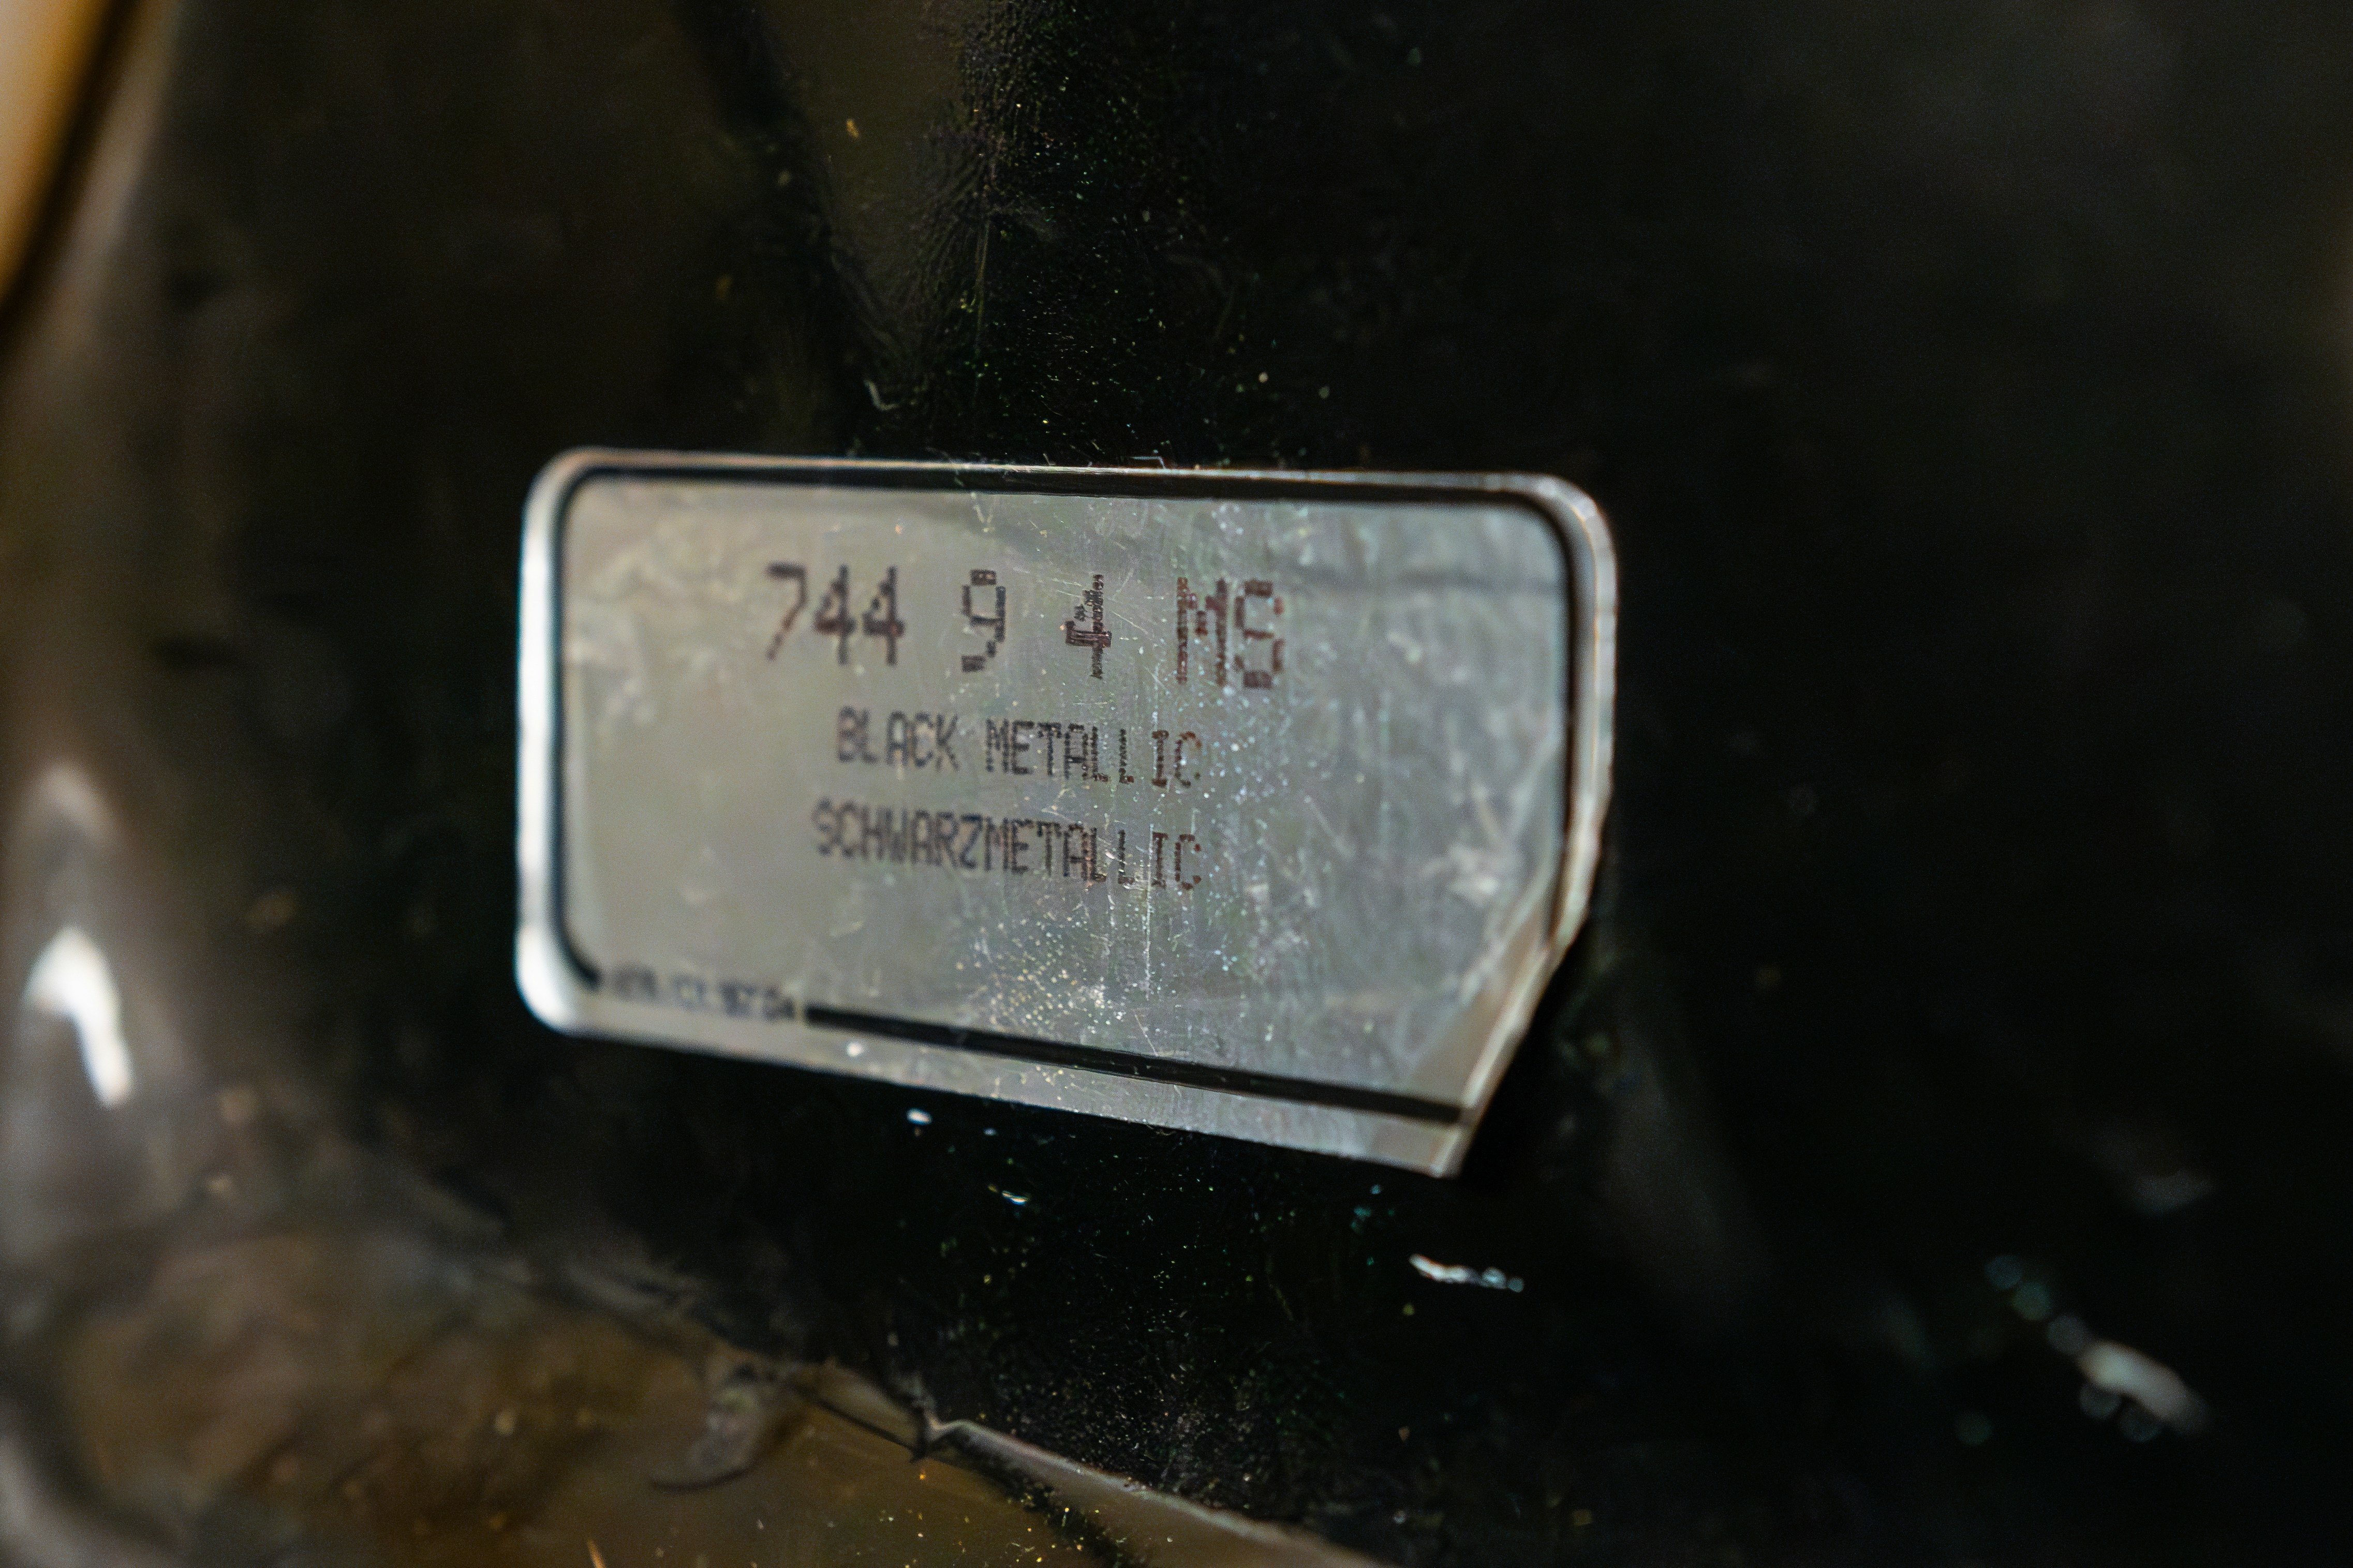 744 9 4 MS
BLACK METALLIC
SCHWARZMETALLIC